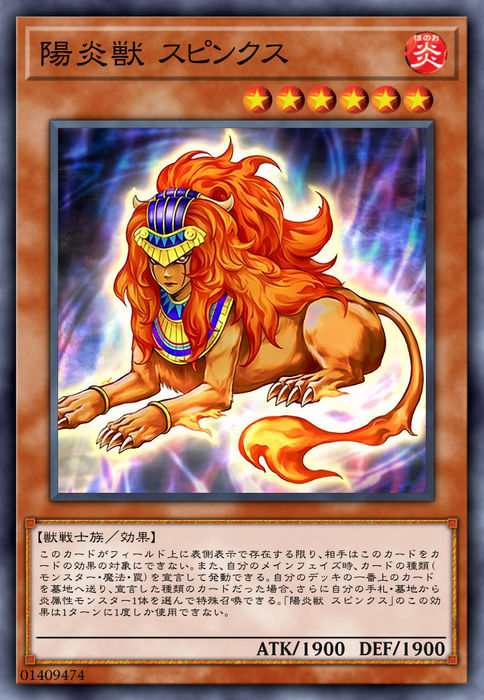 陽炎獣 スピンクス
ほのお
炎
【獣戦士族／効果】
このカードがフィールド上に表側表示で存在する限り、相手はこのカードをカ
ードの効果の対象にできない。また、自分のメインフェイズ時、カードの種類(
モンスター・魔法・罠)を宣言して発動できる。自分のデッキの一番上のカード
を墓地へ送り、宣言した種類のカードだった場合、さらに自分の手札・墓地から
炎属性モンスター1体を選んで特殊召喚できる。「陽炎獣 スピンクス」のこの効
果は1ターンに1度しか使用できない。
ATK/1900 DEF/1900
01409474